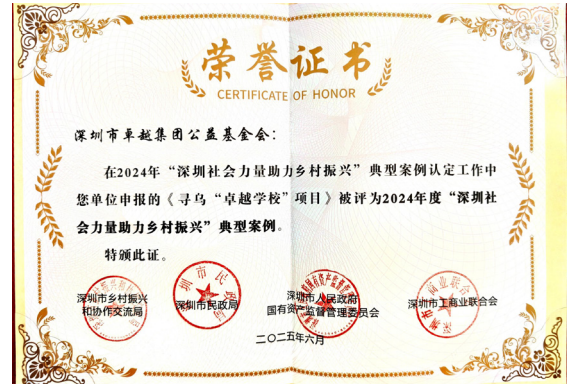 荣誉证书
CERTIFICATE OF HONOR
深圳市卓越集团公益基金会：
在2024年“深圳社会力量助力乡村振兴”典型案例认定工作中
您单位申报的《寻乌“卓越学校”项目》被评为2024年度“深圳社
会力量助力乡村振兴”典型案例。
特颁此证。
深圳市乡村振兴
和协作交流局
深圳市民政局
深圳市人民政府
国有资产监督管理委员会
深圳市工商业联合会
二〇二五年六月